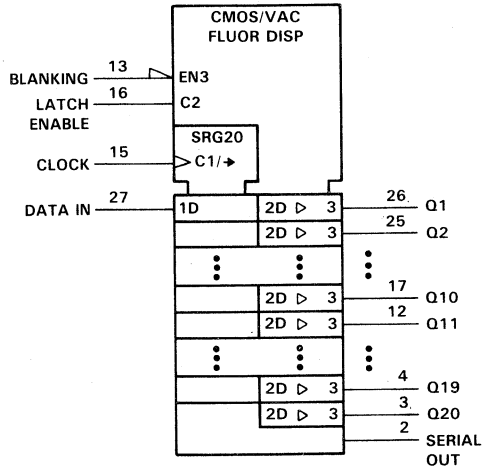 CMOS/VAC
FLUOR DISP
BLANKING 13 EN3
LATCH ENABLE 16 C2
SRG20
CLOCK 15 C1/→
DATA IN 27 1D 2D ▷ 3 26 Q1
2D ▷ 3 25 Q2
2D ▷ 3 17 Q10
2D ▷ 3 12 Q11
2D ▷ 3 4 Q19
2D ▷ 3 3 Q20
2 SERIAL
OUT